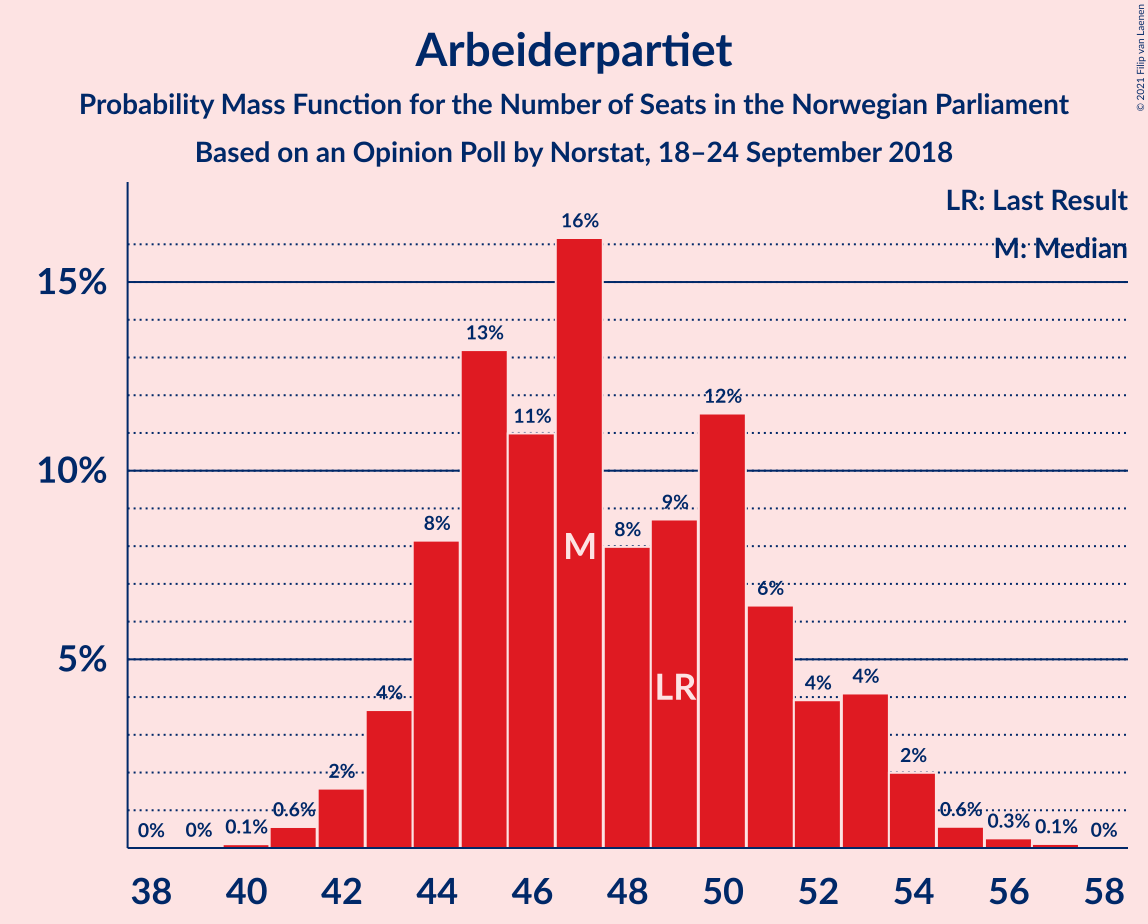 Arbeiderpartiet
Probability Mass Function for the Number of Seats in the Norwegian Parliament
Based on an Opinion Poll by Norstat, 18–24 September 2018
© 2021 Filip van Laenen
LR: Last Result
M: Median
15%
10%
5%
0%
0%
0.1%
0.6%
2%
4%
8%
13%
11%
16%
8%
9%
12%
6%
4%
4%
2%
0.6%
0.3%
0.1%
0%
M
LR
38 40 42 44 46 48 50 52 54 56 58